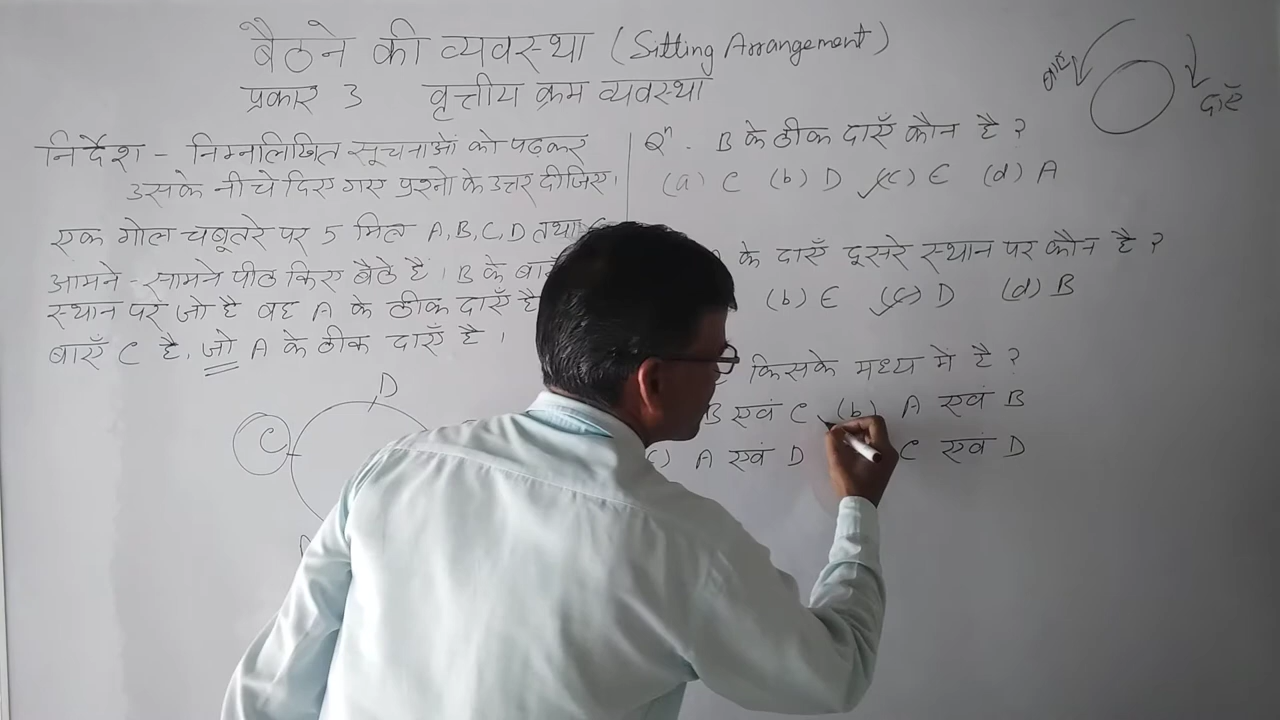 बैठने की व्यवस्था (Sitting Arrangement)
प्रकार 3 वृत्तीय क्रम व्यवस्था
निर्देश - निम्नलिखित सूचनाओं को पढ़कर
उसके नीचे दिए गए प्रश्नो के उत्तर दीजिए।
एक गोल चबूतरे पर 5 मित्र A, B, C, D तथा
आमने-सामने पीठ किए बैठे है। B के
स्थान पर जो है वह A के ठीक दाएँ है
बाएँ C है, जो A के ठीक दाएँ है।
D
C
बाएँ
दाएँ
Qn. B के ठीक दाएँ कौन है?
(a) C (b) D (c) E (d) A
के दाएँ दूसरे स्थान पर कौन है?
(b) E (c) D (d) B
किसके मध्य में है?
B एवं C (b) A एवं B
A एवं D C एवं D